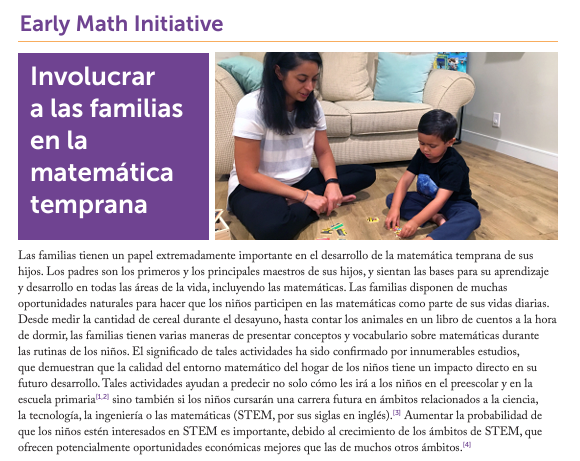 Early Math Initiative
Involucrar
a las familias
en la
matemática
temprana
Las familias tienen un papel extremadamente importante en el desarrollo de la matemática temprana de sus
hijos. Los padres son los primeros y los principales maestros de sus hijos, y sientan las bases para su aprendizaje
y desarrollo en todas las áreas de la vida, incluyendo las matemáticas. Las familias disponen de muchas
oportunidades naturales para hacer que los niños participen en las matemáticas como parte de sus vidas diarias.
Desde medir la cantidad de cereal durante el desayuno, hasta contar los animales en un libro de cuentos a la hora
de dormir, las familias tienen varias maneras de presentar conceptos y vocabulario sobre matemáticas durante
las rutinas de los niños. El significado de tales actividades ha sido confirmado por innumerables estudios,
que demuestran que la calidad del entorno matemático del hogar de los niños tiene un impacto directo en su
futuro desarrollo. Tales actividades ayudan a predecir no solo cómo les irá a los niños en el preescolar y en la
escuela primaria[1,2] sino también si los niños cursarán una carrera futura en ámbitos relacionados a la ciencia,
la tecnología, la ingeniería o las matemáticas (STEM, por sus siglas en inglés).[3] Aumentar la probabilidad de
que los niños estén interesados en STEM es importante, debido al crecimiento de los ámbitos de STEM, que
ofrecen potencialmente oportunidades económicas mejores que las de muchos otros ámbitos.[4]